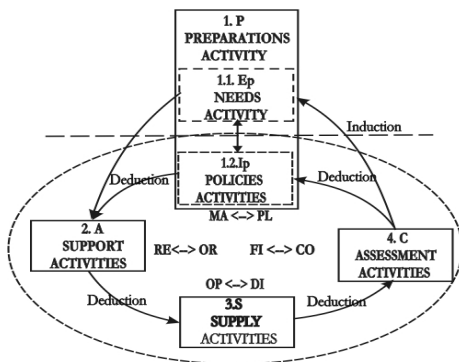 1. P
PREPARATIONS
ACTIVITY
1.1. Ep
NEEDS
ACTIVITY
Induction
1.2.Ip
POLICIES
ACTIVITIES
Deduction
Deduction
MA <-> PL
2. A
SUPPORT
ACTIVITIES
RE<-> OR
FI <-> CO
4. C
ASSESSMENT
ACTIVITIES
OP <-> DI
Deduction
Deduction
3.S
SUPPLY
ACTIVITIES